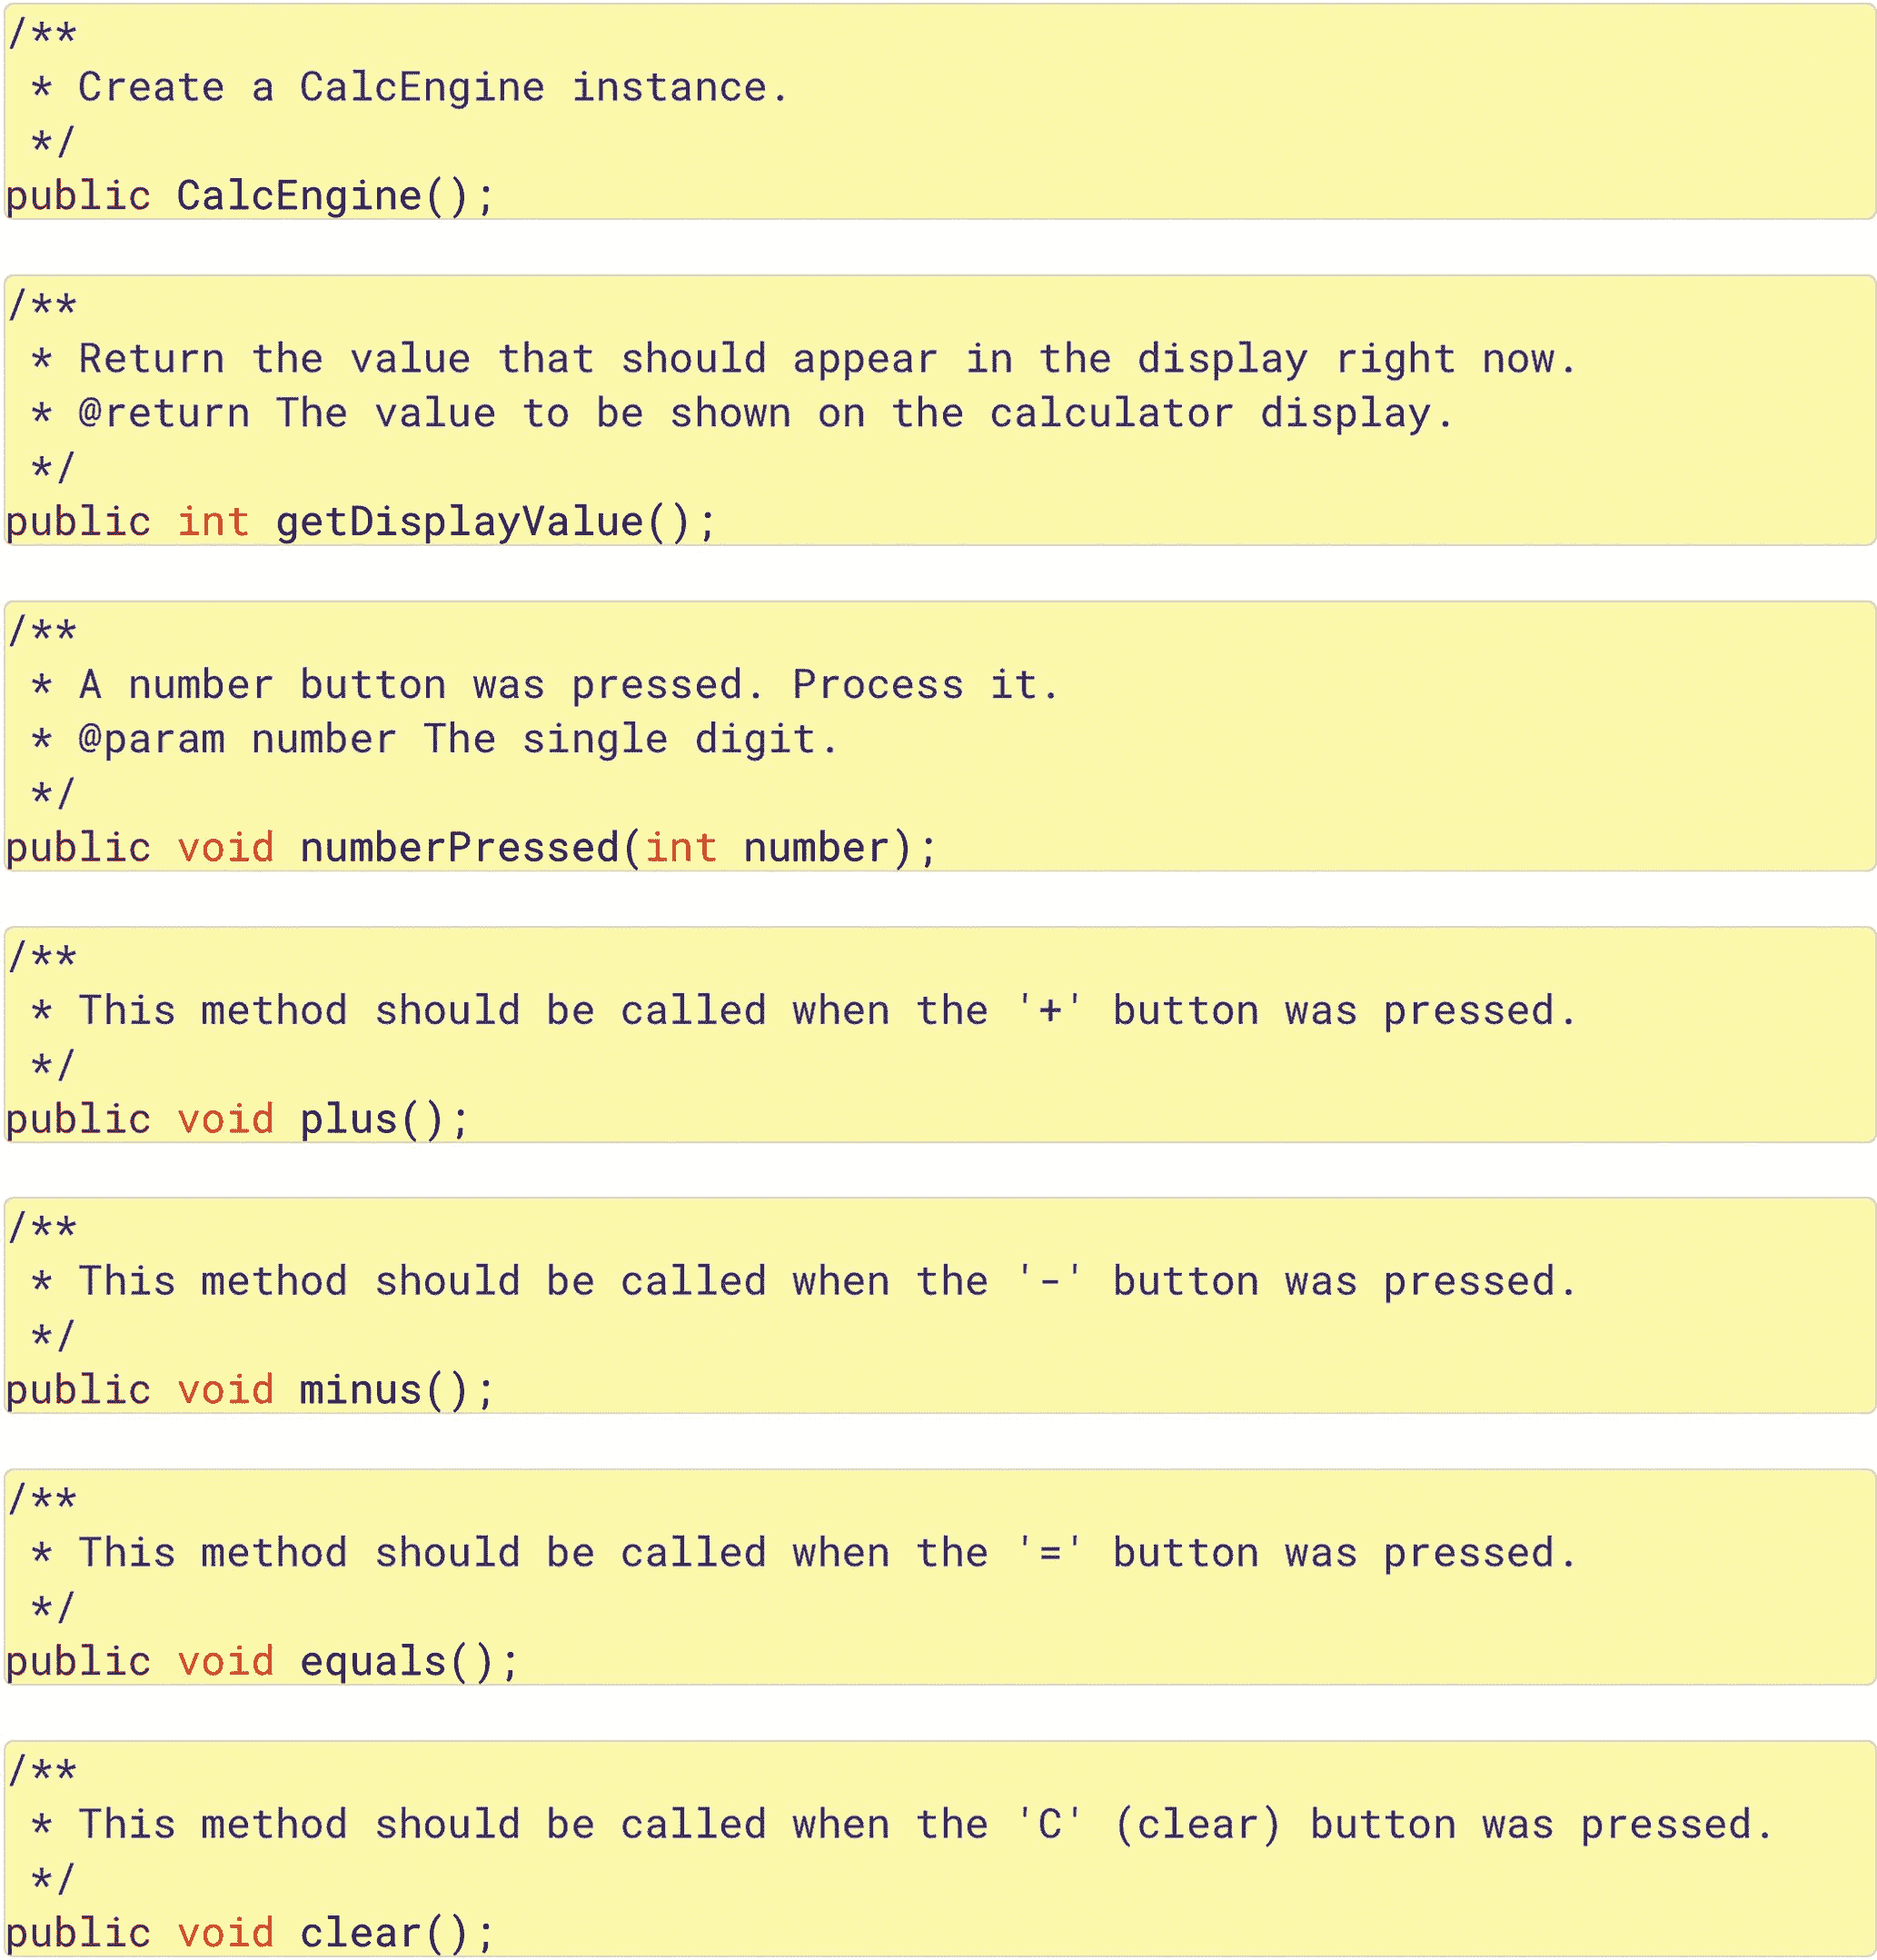 /**
 * Create a CalcEngine instance.
 */
public CalcEngine();
/**
 * Return the value that should appear in the display right now.
 * @return The value to be shown on the calculator display.
 */
public int getDisplayValue();
/**
 * A number button was pressed. Process it.
 * @param number The single digit.
 */
public void numberPressed(int number);
/**
 * This method should be called when the '+' button was pressed.
 */
public void plus();
/**
 * This method should be called when the '-' button was pressed.
 */
public void minus();
/**
 * This method should be called when the '=' button was pressed.
 */
public void equals();
/**
 * This method should be called when the 'C' (clear) button was pressed.
 */
public void clear();